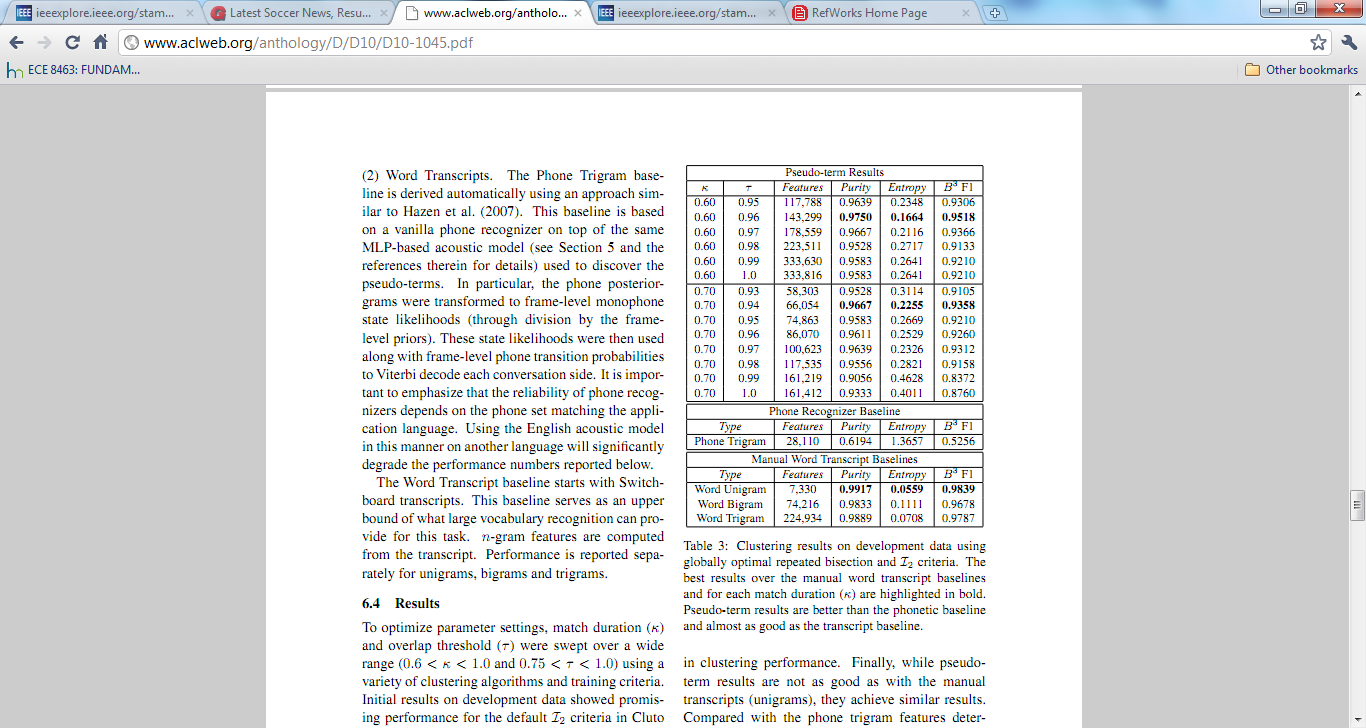 ieeexplore.ieee.org/stam...
Latest Soccer News, Resu...
www.aclweb.org/antholo...
ieeexplore.ieee.org/stam...
RefWorks Home Page
www.aclweb.org/anthology/D/D10/D10-1045.pdf
ECE 8463: FUNDAM...
Other bookmarks
(2) Word Transcripts. The Phone Trigram base-
line is derived automatically using an approach sim-
ilar to Hazen et al. (2007). This baseline is based
on a vanilla phone recognizer on top of the same
MLP-based acoustic model (see Section 5 and the
references therein for details) used to discover the
pseudo-terms. In particular, the phone posterior-
grams were transformed to frame-level monophone
state likelihoods (through division by the frame-
level priors). These state likelihoods were then used
along with frame-level phone transition probabilities
to Viterbi decode each conversation side. It is impor-
tant to emphasize that the reliability of phone recog-
nizers depends on the phone set matching the appli-
cation language. Using the English acoustic model
in this manner on another language will significantly
degrade the performance numbers reported below.
The Word Transcript baseline starts with Switch-
board transcripts. This baseline serves as an upper
bound of what large vocabulary recognition can pro-
vide for this task. n-gram features are computed
from the transcript. Performance is reported sepa-
rately for unigrams, bigrams and trigrams.
6.4 Results
To optimize parameter settings, match duration (κ)
and overlap threshold (τ) were swept over a wide
range (0.6 < κ < 1.0 and 0.75 < τ < 1.0) using a
variety of clustering algorithms and training criteria.
Initial results on development data showed promis-
ing performance for the default I₂ criteria in Cluto
Pseudo-term Results
κ τ Features Purity Entropy B³ F1
0.60 0.95 117,788 0.9639 0.2348 0.9306
0.60 0.96 143,299 0.9750 0.1664 0.9518
0.60 0.97 178,559 0.9667 0.2116 0.9366
0.60 0.98 223,511 0.9528 0.2717 0.9133
0.60 0.99 333,630 0.9583 0.2641 0.9210
0.60 1.0 333,816 0.9583 0.2641 0.9210
0.70 0.93 58,303 0.9528 0.3114 0.9105
0.70 0.94 66,054 0.9667 0.2255 0.9358
0.70 0.95 74,863 0.9583 0.2669 0.9210
0.70 0.96 86,070 0.9611 0.2529 0.9260
0.70 0.97 100,623 0.9639 0.2326 0.9312
0.70 0.98 117,535 0.9556 0.2821 0.9158
0.70 0.99 161,219 0.9056 0.4628 0.8372
0.70 1.0 161,412 0.9333 0.4011 0.8760
Phone Recognizer Baseline
Type Features Purity Entropy B³ F1
Phone Trigram 28,110 0.6194 1.3657 0.5256
Manual Word Transcript Baselines
Type Features Purity Entropy B³ F1
Word Unigram 7,330 0.9917 0.0559 0.9839
Word Bigram 74,216 0.9833 0.1111 0.9678
Word Trigram 224,934 0.9889 0.0708 0.9787
Table 3: Clustering results on development data using
globally optimal repeated bisection and I₂ criteria. The
best results over the manual word transcript baselines
and for each match duration (κ) are highlighted in bold.
Pseudo-term results are better than the phonetic baseline
and almost as good as the transcript baseline.
in clustering performance. Finally, while pseudo-
term results are not as good as with the manual
transcripts (unigrams), they achieve similar results.
Compared with the phone trigram features deter-